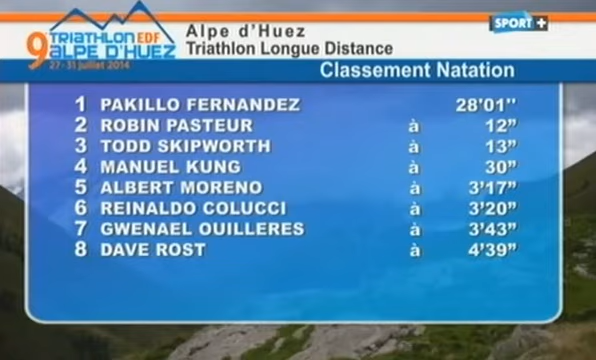 9 TRIATHLON EDF
ALPE D'HUEZ
27-31 juillet 2014
Alpe d'Huez
Triathlon Longue Distance
SPORT+
Classement Natation
1 PAKILLO FERNANDEZ 28'01''
2 ROBIN PASTEUR à 12"
3 TODD SKIPWORTH à 13"
4 MANUEL KUNG à 30"
5 ALBERT MORENO à 3'17"
6 REINALDO COLUCCI à 3'20"
7 GWENAEL OUILLERES à 3'43"
8 DAVE ROST à 4'39"